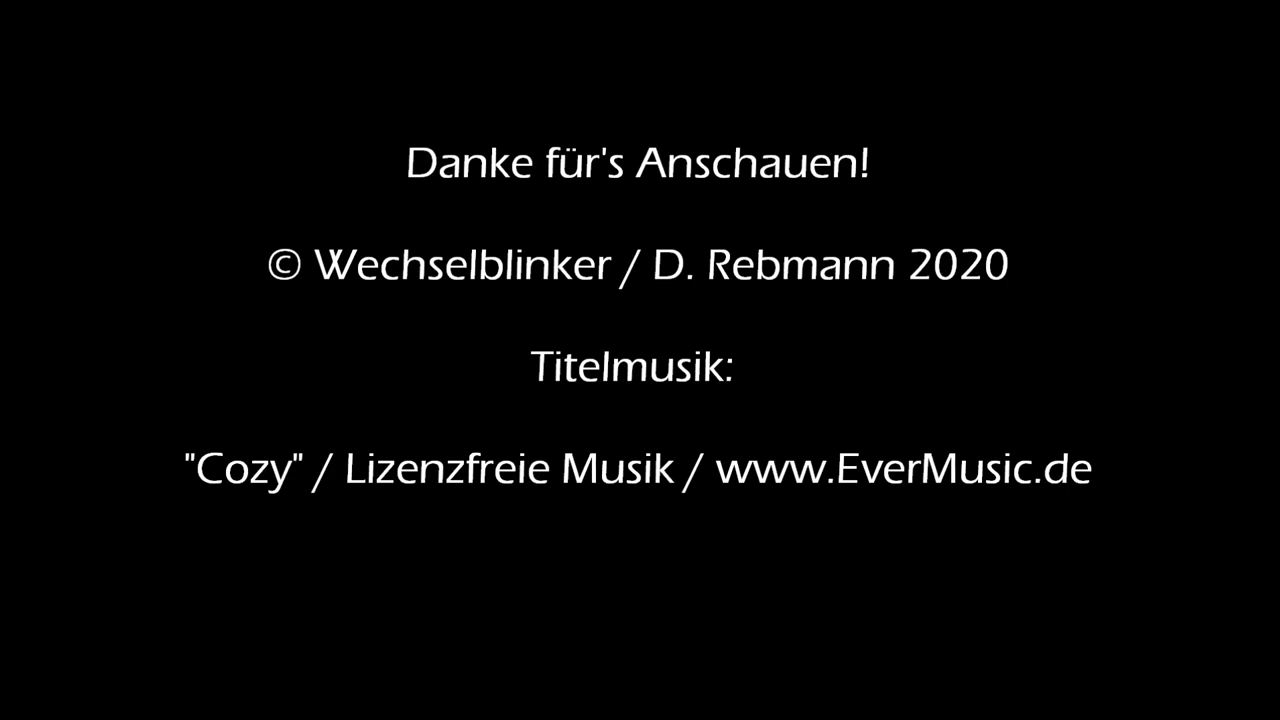 Danke für's Anschauen!
© Wechselblinker / D. Rebmann 2020
Titelmusik:
"Cozy" / Lizenzfreie Musik / www.EverMusic.de